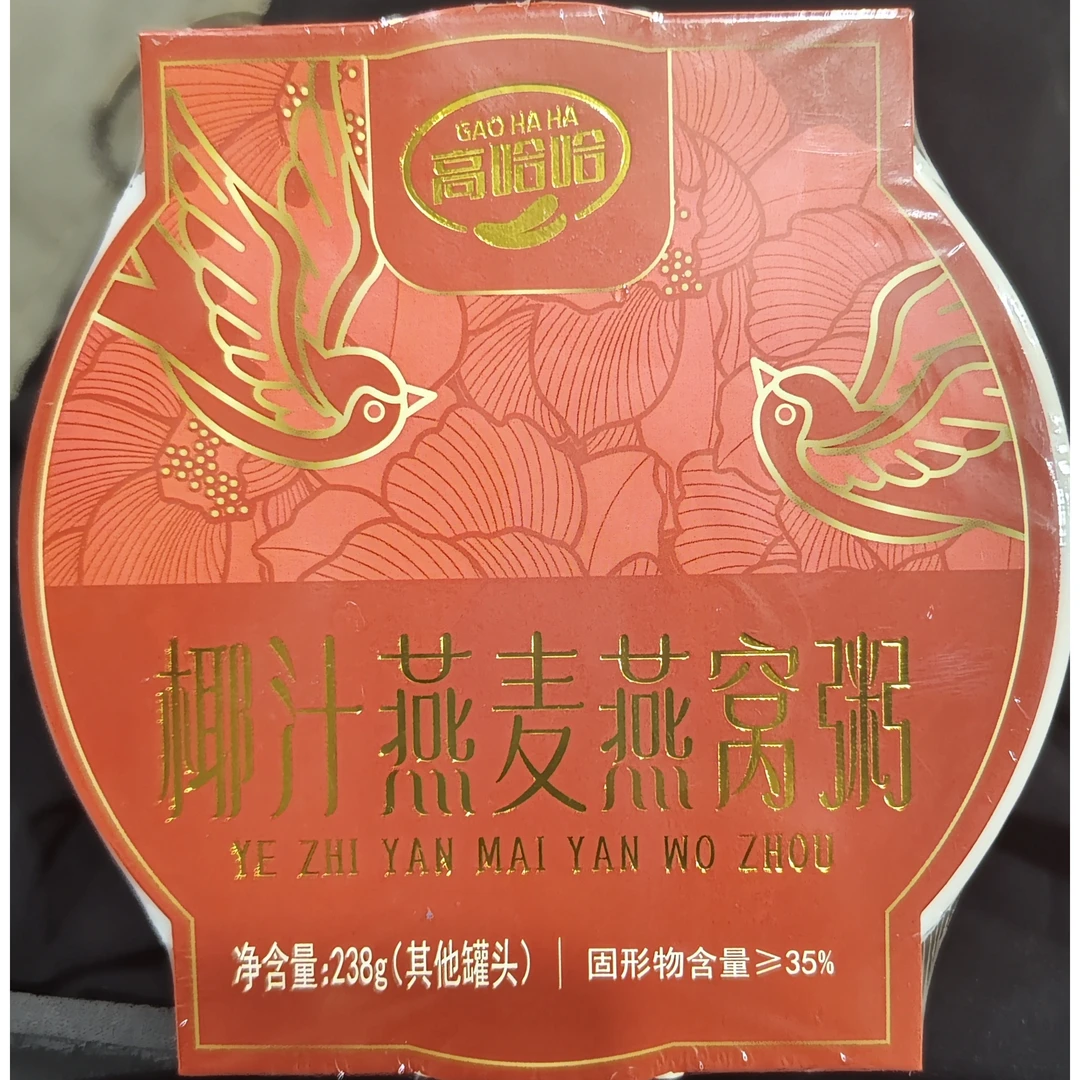 GAO HA HA
高哈哈
椰汁燕麦燕窝粥
YE ZHI YAN MAI YAN WO ZHOU
净含量:238g(其他罐头) | 固形物含量≥35%